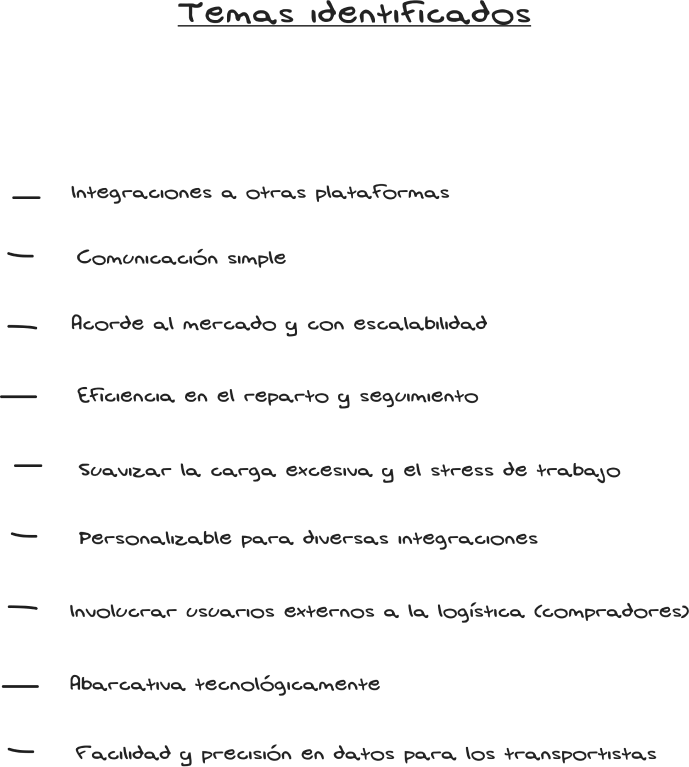 Temas identificados
— Integraciones a otras plataformas
— Comunicación simple
— Acorde al mercado y con escalabilidad
— Eficiencia en el reparto y seguimiento
— Suavizar la carga excesiva y el stress de trabajo
— Personalizable para diversas integraciones
— Involucrar usuarios externos a la logística (compradores)
— Abarcativa tecnológicamente
— Facilidad y precisión en datos para los transportistas